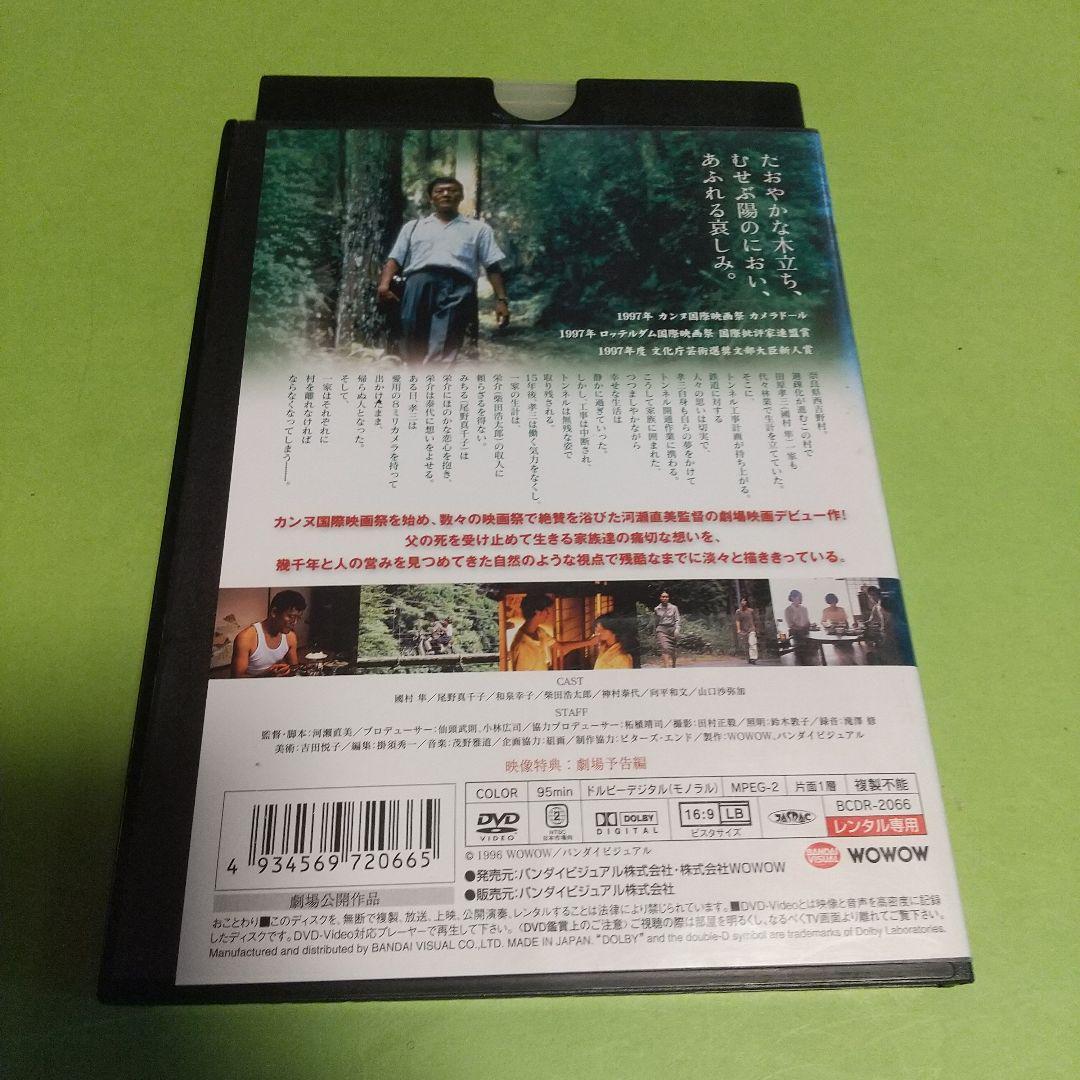 たおやかな木立ち、
むせぶ陽のにおい、
あふれる哀しみ。
1997年 カンヌ国際映画祭 カメラドール
1997年 ロッテルダム国際映画祭 国際批評家連盟賞
1997年度 文化庁芸術選奨文部大臣新人賞
奈良県西吉野村。
過疎化が進むこの村で
田原孝三(國村 隼)一家も
代々林業で生計を立てていた。
そこに
トンネル工事計画が持ち上がる。
鉄道に対する
人々の思いは切実で、
孝三自身も自らの夢をかけて
トンネル開通作業に携わる。
こうして家族に囲まれた、
つつましやかながら
幸せな生活は
静かに過ぎていった。
しかし、工事は中断され、
トンネルは無残な姿で
取り残される。
15年後、孝三は働く気力をなくし、
一家の生計は、
栄介(柴田浩太郎)の収入に
頼らざるを得ない。
みちる(尾野真千子)は
栄介にほのかな恋心を抱き、
栄介は泰代に想いをよせる。
ある日、孝三は
愛用の8ミリカメラを持って
出かけたまま、
帰らぬ人となった。
そして、
一家はそれぞれに
村を離れなければ
ならなくなってしまう――。
カンヌ国際映画祭を始め、数々の映画祭で絶賛を浴びた河瀬直美監督の劇場映画デビュー作!
父の死を受け止めて生きる家族達の痛切な想いを、
幾千年と人の営みを見つめてきた自然のような視点で残酷なまでに淡々と描ききっている。
CAST
國村 隼/尾野真千子/和泉幸子/柴田浩太郎/神村泰代/向平和文/山口沙弥加
STAFF
監督・脚本:河瀬直美/プロデューサー:仙頭武則、小林広司/協力プロデューサー:柘植靖司/撮影:田村正毅/照明:鈴木敦子/録音:滝澤 修
美術:吉田悦子/編集:掛須秀一/音楽:茂野雅道/企画協力:組画/制作協力:ビターズ・エンド/製作:WOWOW、バンダイビジュアル
映像特典:劇場予告編
COLOR 95min ドルビーデジタル(モノラル) MPEG-2 片面1層 複製不能
DVD VIDEO 2 NTSC 日本市場向 DOLBY DIGITAL 16:9 LB ビスタサイズ JASRAC BCDR-2066 レンタル専用
4 934569 720665
© 1996 WOWOW/バンダイビジュアル
BANDAI VISUAL WOWOW
●発売元:バンダイビジュアル株式会社・株式会社WOWOW
●販売元:バンダイビジュアル株式会社
劇場公開作品
おことわり■このディスクを、無断で複製、放送、上映、公開演奏、レンタルすることは法律により禁じられています。■DVD-Videoとは映像と音声を高密度に記録
したディスクです。DVD-Video対応プレーヤーで再生して下さい。〈DVD鑑賞上のご注意〉ご視聴の際は部屋を明るくし、なるべくTV画面より離れてご覧下さい。
Manufactured and distributed by BANDAI VISUAL CO.,LTD. MADE IN JAPAN. "DOLBY" and the double-D symbol are trademarks of Dolby Laboratories.